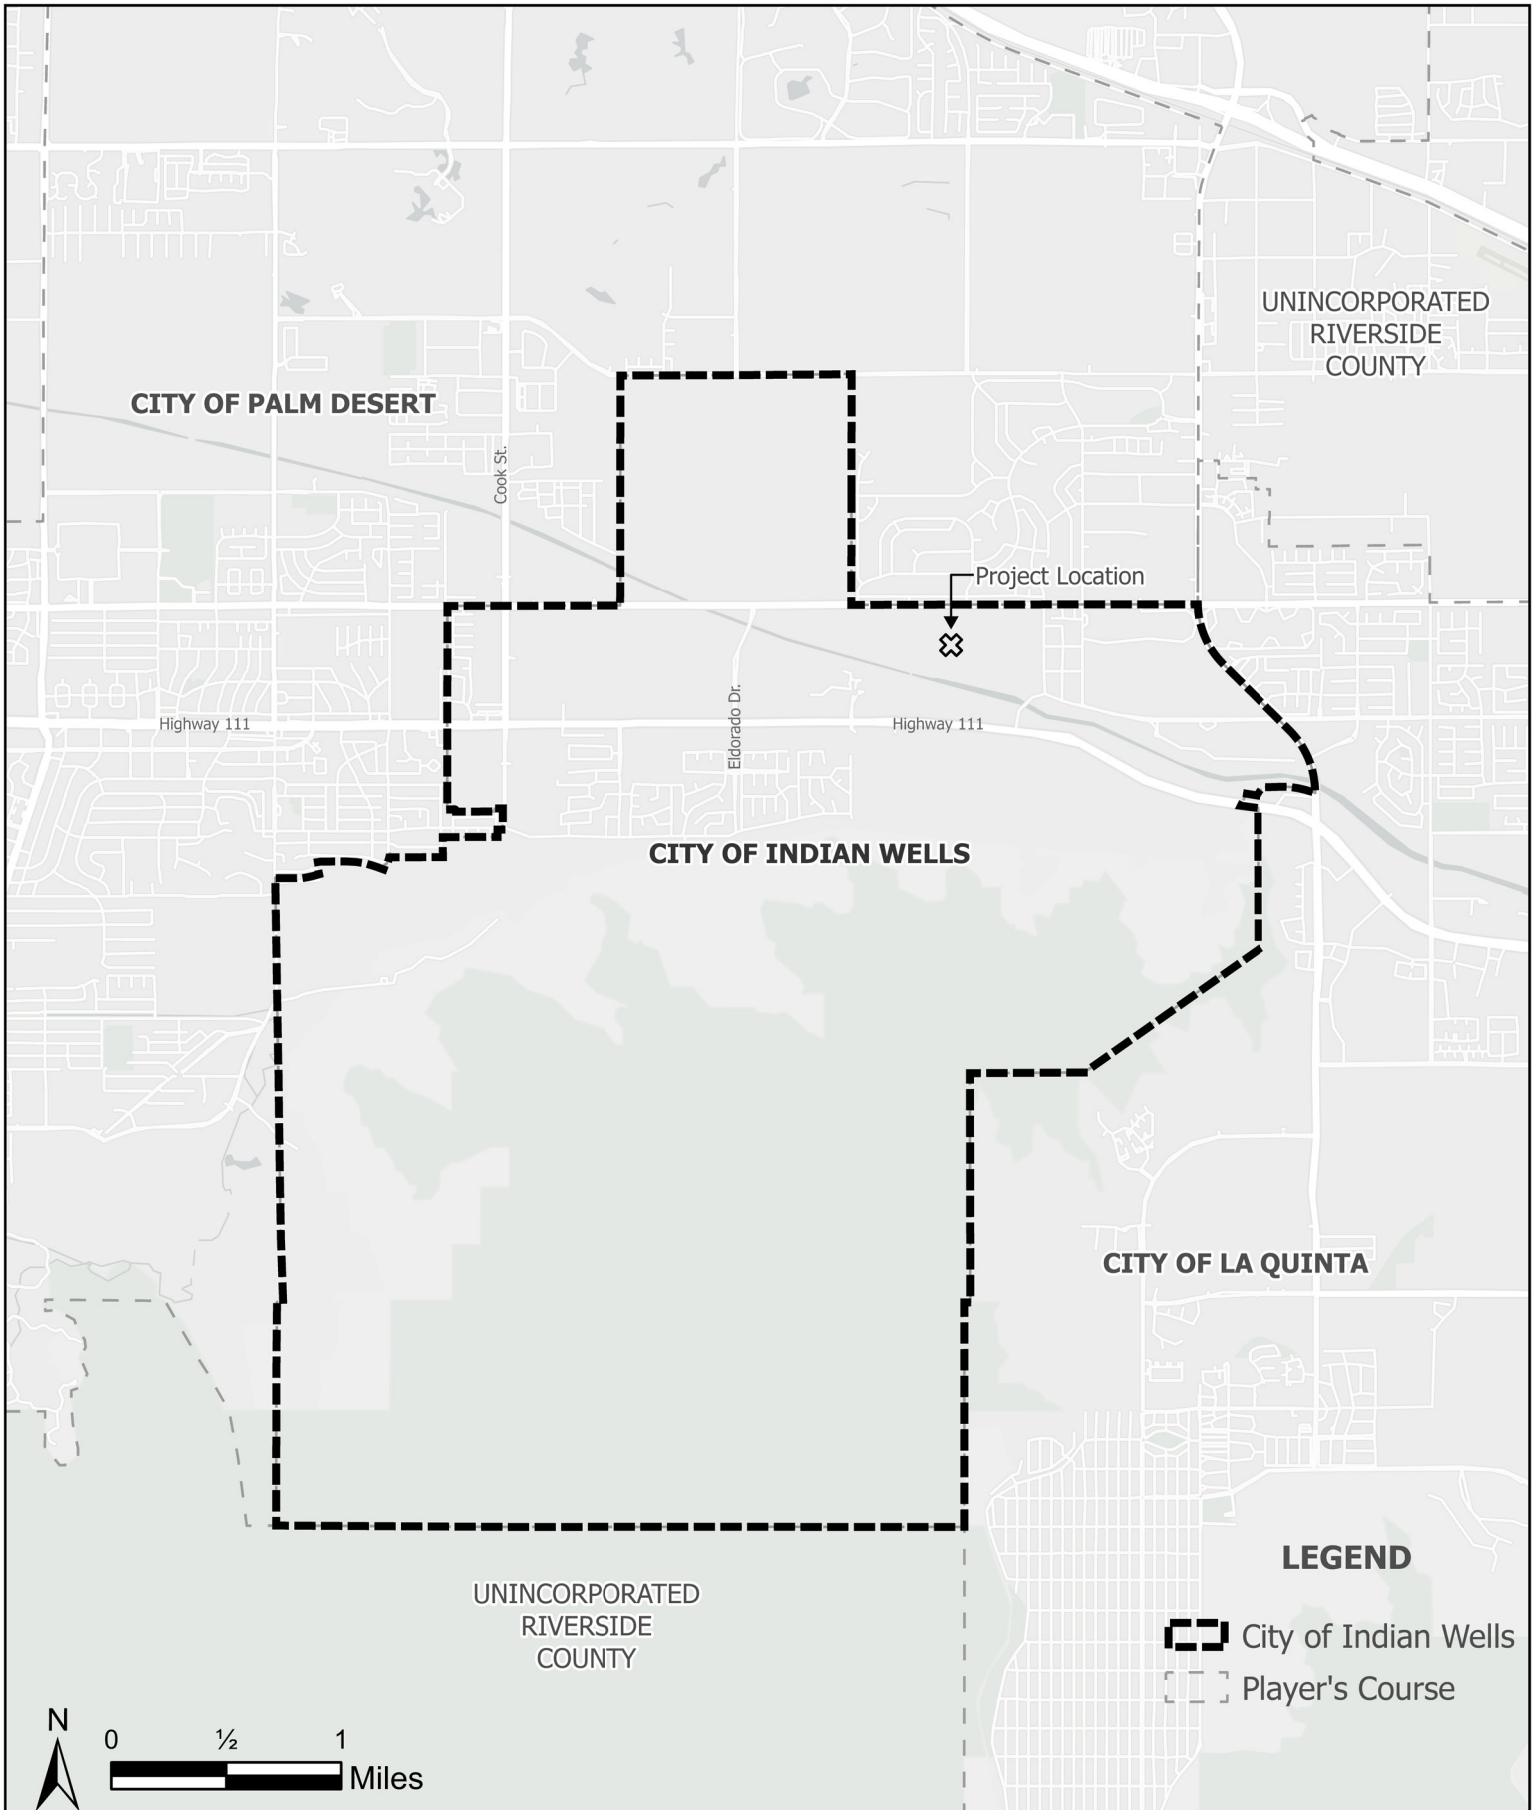 UNINCORPORATED
RIVERSIDE
COUNTY
CITY OF PALM DESERT
Cook St.
Project Location
Highway 111
Eldorado Dr.
Highway 111
CITY OF INDIAN WELLS
CITY OF LA QUINTA
UNINCORPORATED
RIVERSIDE
COUNTY
LEGEND
City of Indian Wells
Player's Course
N
0 ½ 1
Miles